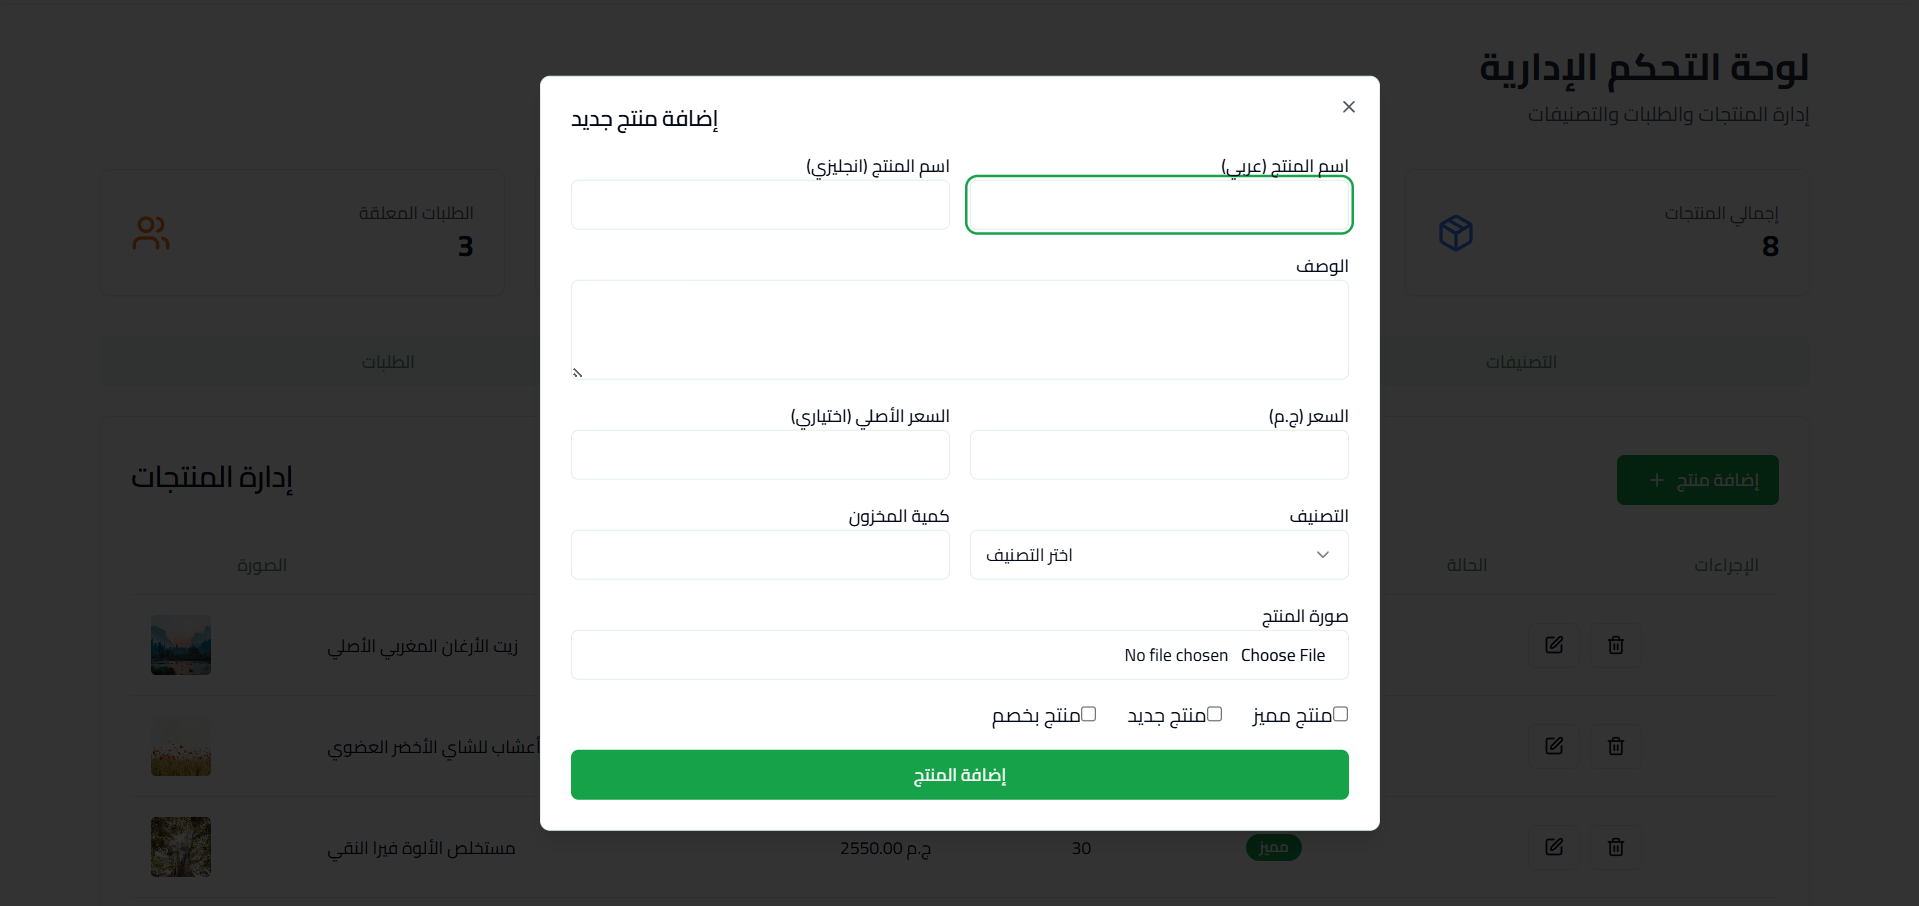 لوحة التحكم الإدارية
إدارة المنتجات والطلبات والتصنيفات
إجمالي المنتجات
8
الطلبات المعلقة
3
التصنيفات
الطلبات
إضافة منتج
إدارة المنتجات
الإجراءات
الحالة
الصورة
زيت الأرغان المغربي الأصلي
أعشاب للشاي الأخضر العضوي
مميز
30
2550.00 ج.م
مستخلص الألوة فيرا النقي
إضافة منتج جديد
اسم المنتج (عربي)
اسم المنتج (انجليزي)
الوصف
السعر (ج.م)
السعر الأصلي (اختياري)
التصنيف
كمية المخزون
اختر التصنيف
صورة المنتج
Choose File No file chosen
منتج مميز منتج جديد منتج بخصم
إضافة المنتج